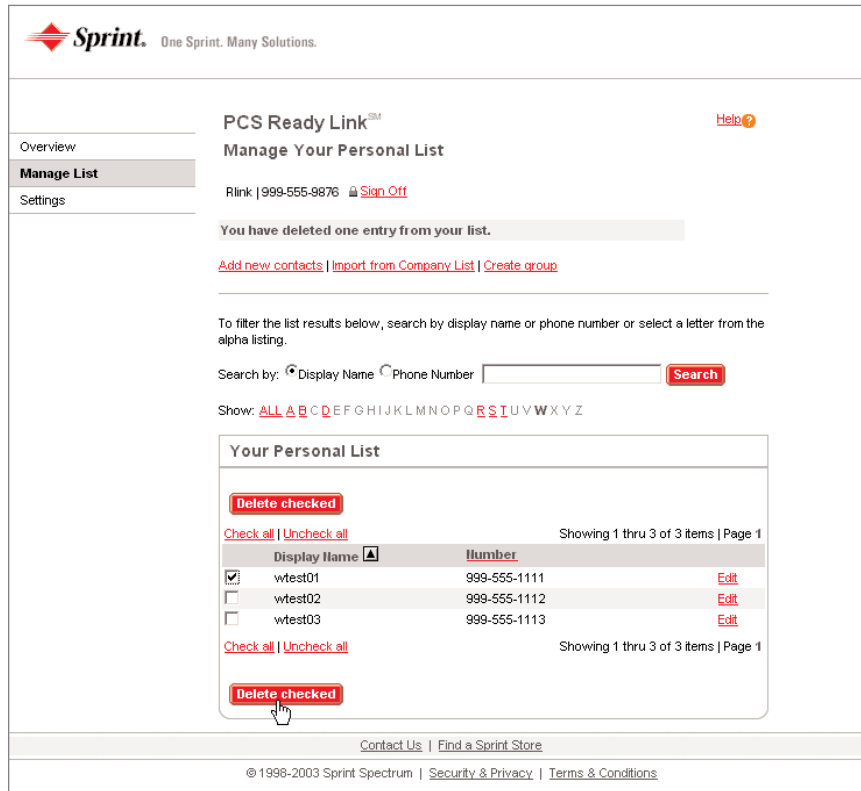 Sprint. One Sprint. Many Solutions.
PCS Ready Link℠
Help?
Overview
Manage Your Personal List
Manage List
Settings
Rlink | 999-555-9876 Sign Off
You have deleted one entry from your list.
Add new contacts | Import from Company List | Create group
To filter the list results below, search by display name or phone number or select a letter from the
alpha listing.
Search by: Display Name Phone Number Search
Show: ALL A B C D E F G H I J K L M N O P Q R S T U V W X Y Z
Your Personal List
Delete checked
Check all | Uncheck all Showing 1 thru 3 of 3 items | Page 1
Display Name Number
wtest01 999-555-1111 Edit
wtest02 999-555-1112 Edit
wtest03 999-555-1113 Edit
Check all | Uncheck all Showing 1 thru 3 of 3 items | Page 1
Delete checked
Contact Us | Find a Sprint Store
© 1998-2003 Sprint Spectrum | Security & Privacy | Terms & Conditions